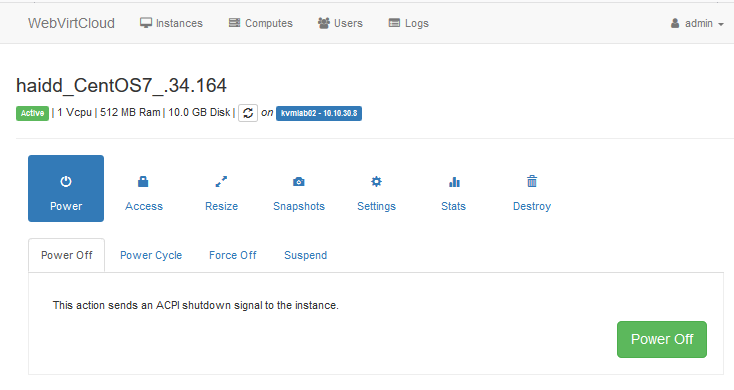 WebVirtCloud Instances Computes Users Logs admin
haidd_CentOS7_.34.164
Active | 1 Vcpu | 512 MB Ram | 10.0 GB Disk | on kvmlab02 - 10.10.30.8
Power Access Resize Snapshots Settings Stats Destroy
Power Off Power Cycle Force Off Suspend
This action sends an ACPI shutdown signal to the instance.
Power Off